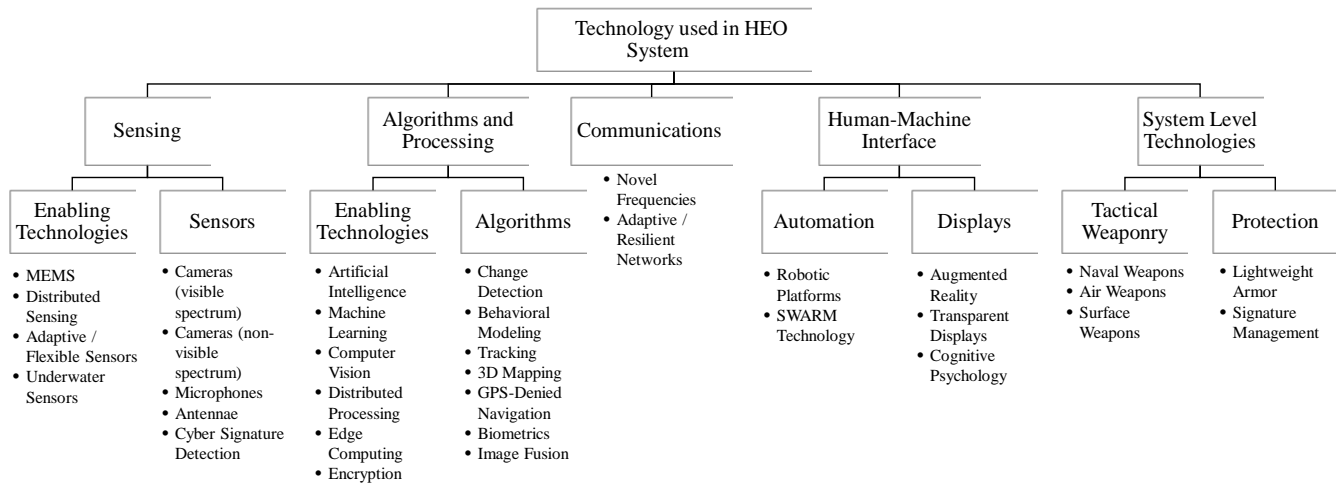 Technology used in HEO
System
Sensing
Algorithms and
Processing
Communications
Human-Machine
Interface
System Level
Technologies
Enabling
Technologies
• MEMS
• Distributed
Sensing
• Adaptive /
Flexible Sensors
• Underwater
Sensors
Sensors
• Cameras
(visible
spectrum)
• Cameras (non-
visible
spectrum)
• Microphones
• Antennae
• Cyber Signature
Detection
Enabling
Technologies
• Artificial
Intelligence
• Machine
Learning
• Computer
Vision
• Distributed
Processing
• Edge
Computing
• Encryption
Algorithms
• Change
Detection
• Behavioral
Modeling
• Tracking
• 3D Mapping
• GPS-Denied
Navigation
• Biometrics
• Image Fusion
• Novel
Frequencies
• Adaptive /
Resilient
Networks
Automation
• Robotic
Platforms
• SWARM
Technology
Displays
• Augmented
Reality
• Transparent
Displays
• Cognitive
Psychology
Tactical
Weaponry
• Naval Weapons
• Air Weapons
• Surface
Weapons
Protection
• Lightweight
Armor
• Signature
Management